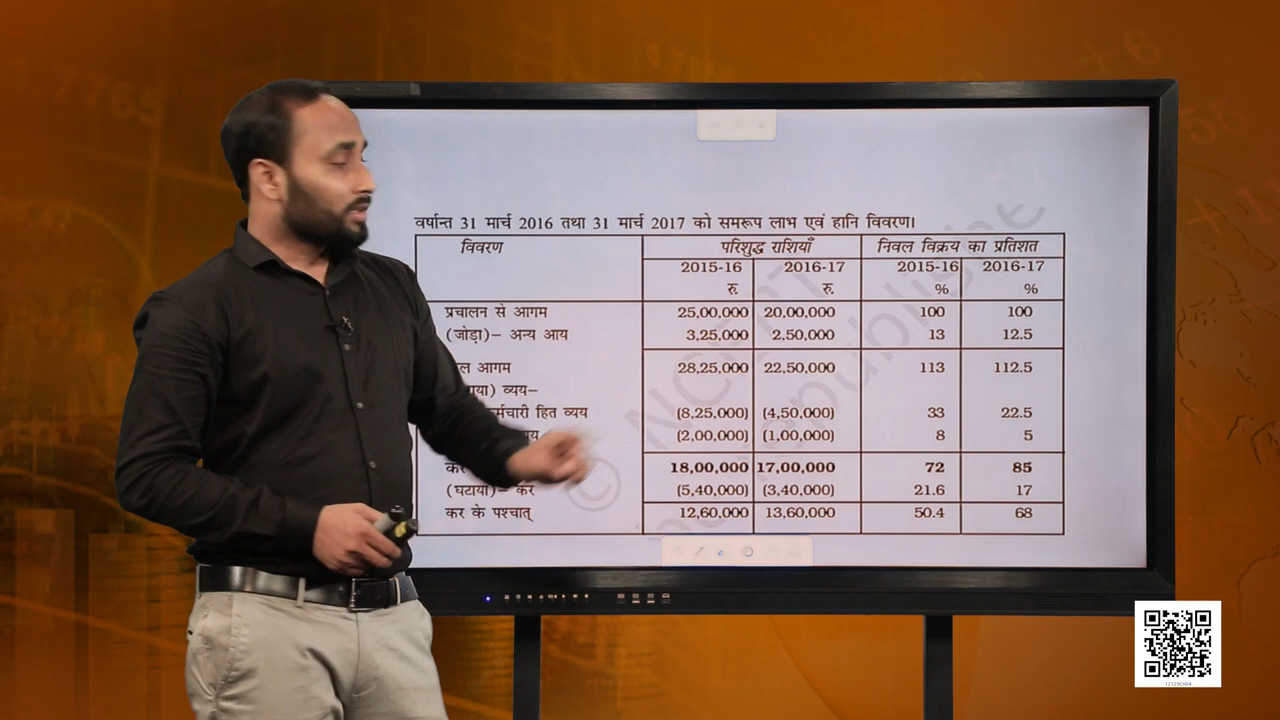 वर्षान्त 31 मार्च 2016 तथा 31 मार्च 2017 को समरूप लाभ एवं हानि विवरण।
विवरण परिशुद्ध राशियाँ निवल विक्रय का प्रतिशत
2015-16 2016-17 2015-16 2016-17
रु. रु. % %
प्रचालन से आगम 25,00,000 20,00,000 100 100
(जोड़ा)– अन्य आय 3,25,000 2,50,000 13 12.5
आगम 28,25,000 22,50,000 113 112.5
व्यय–
हित व्यय (8,25,000) (4,50,000) 33 22.5
(2,00,000) (1,00,000) 8 5
18,00,000 17,00,000 72 85
(घटाया)– कर (5,40,000) (3,40,000) 21.6 17
कर के पश्चात् 12,60,000 13,60,000 50.4 68
© NCERT